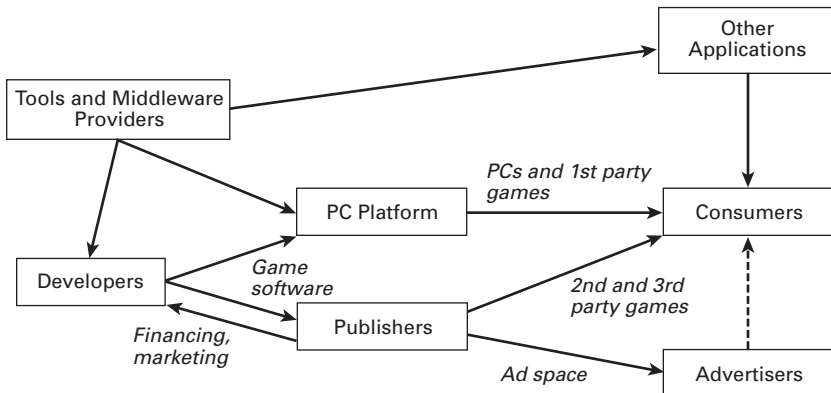 Other
Applications
Tools and Middleware
Providers
PCs and 1st party
games
PC Platform
Consumers
Developers
Game
software
2nd and 3rd
party games
Publishers
Financing,
marketing
Ad space
Advertisers